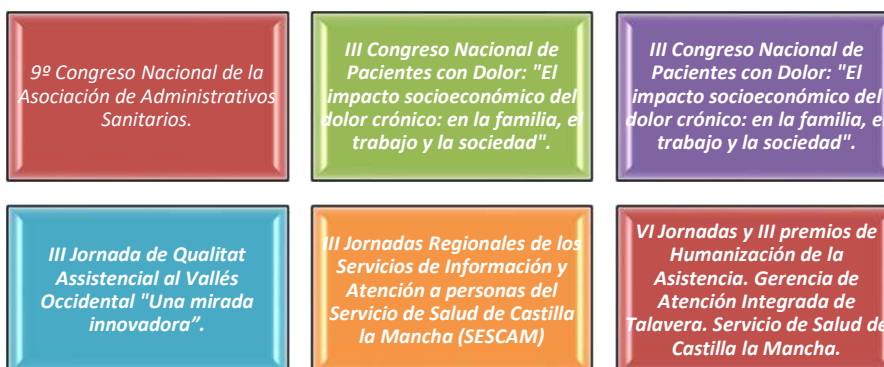 9º Congreso Nacional de la
Asociación de Administrativos
Sanitarios.
III Congreso Nacional de
Pacientes con Dolor: "El
impacto socioeconómico del
dolor crónico: en la familia, el
trabajo y la sociedad".
III Congreso Nacional de
Pacientes con Dolor: "El
impacto socioeconómico del
dolor crónico: en la familia, el
trabajo y la sociedad".
III Jornada de Qualitat
Assistencial al Vallés
Occidental "Una mirada
innovadora”.
III Jornadas Regionales de los
Servicios de Información y
Atención a personas del
Servicio de Salud de Castilla
la Mancha (SESCAM)
VI Jornadas y III premios de
Humanización de la
Asistencia. Gerencia de
Atención Integrada de
Talavera. Servicio de Salud de
Castilla la Mancha.